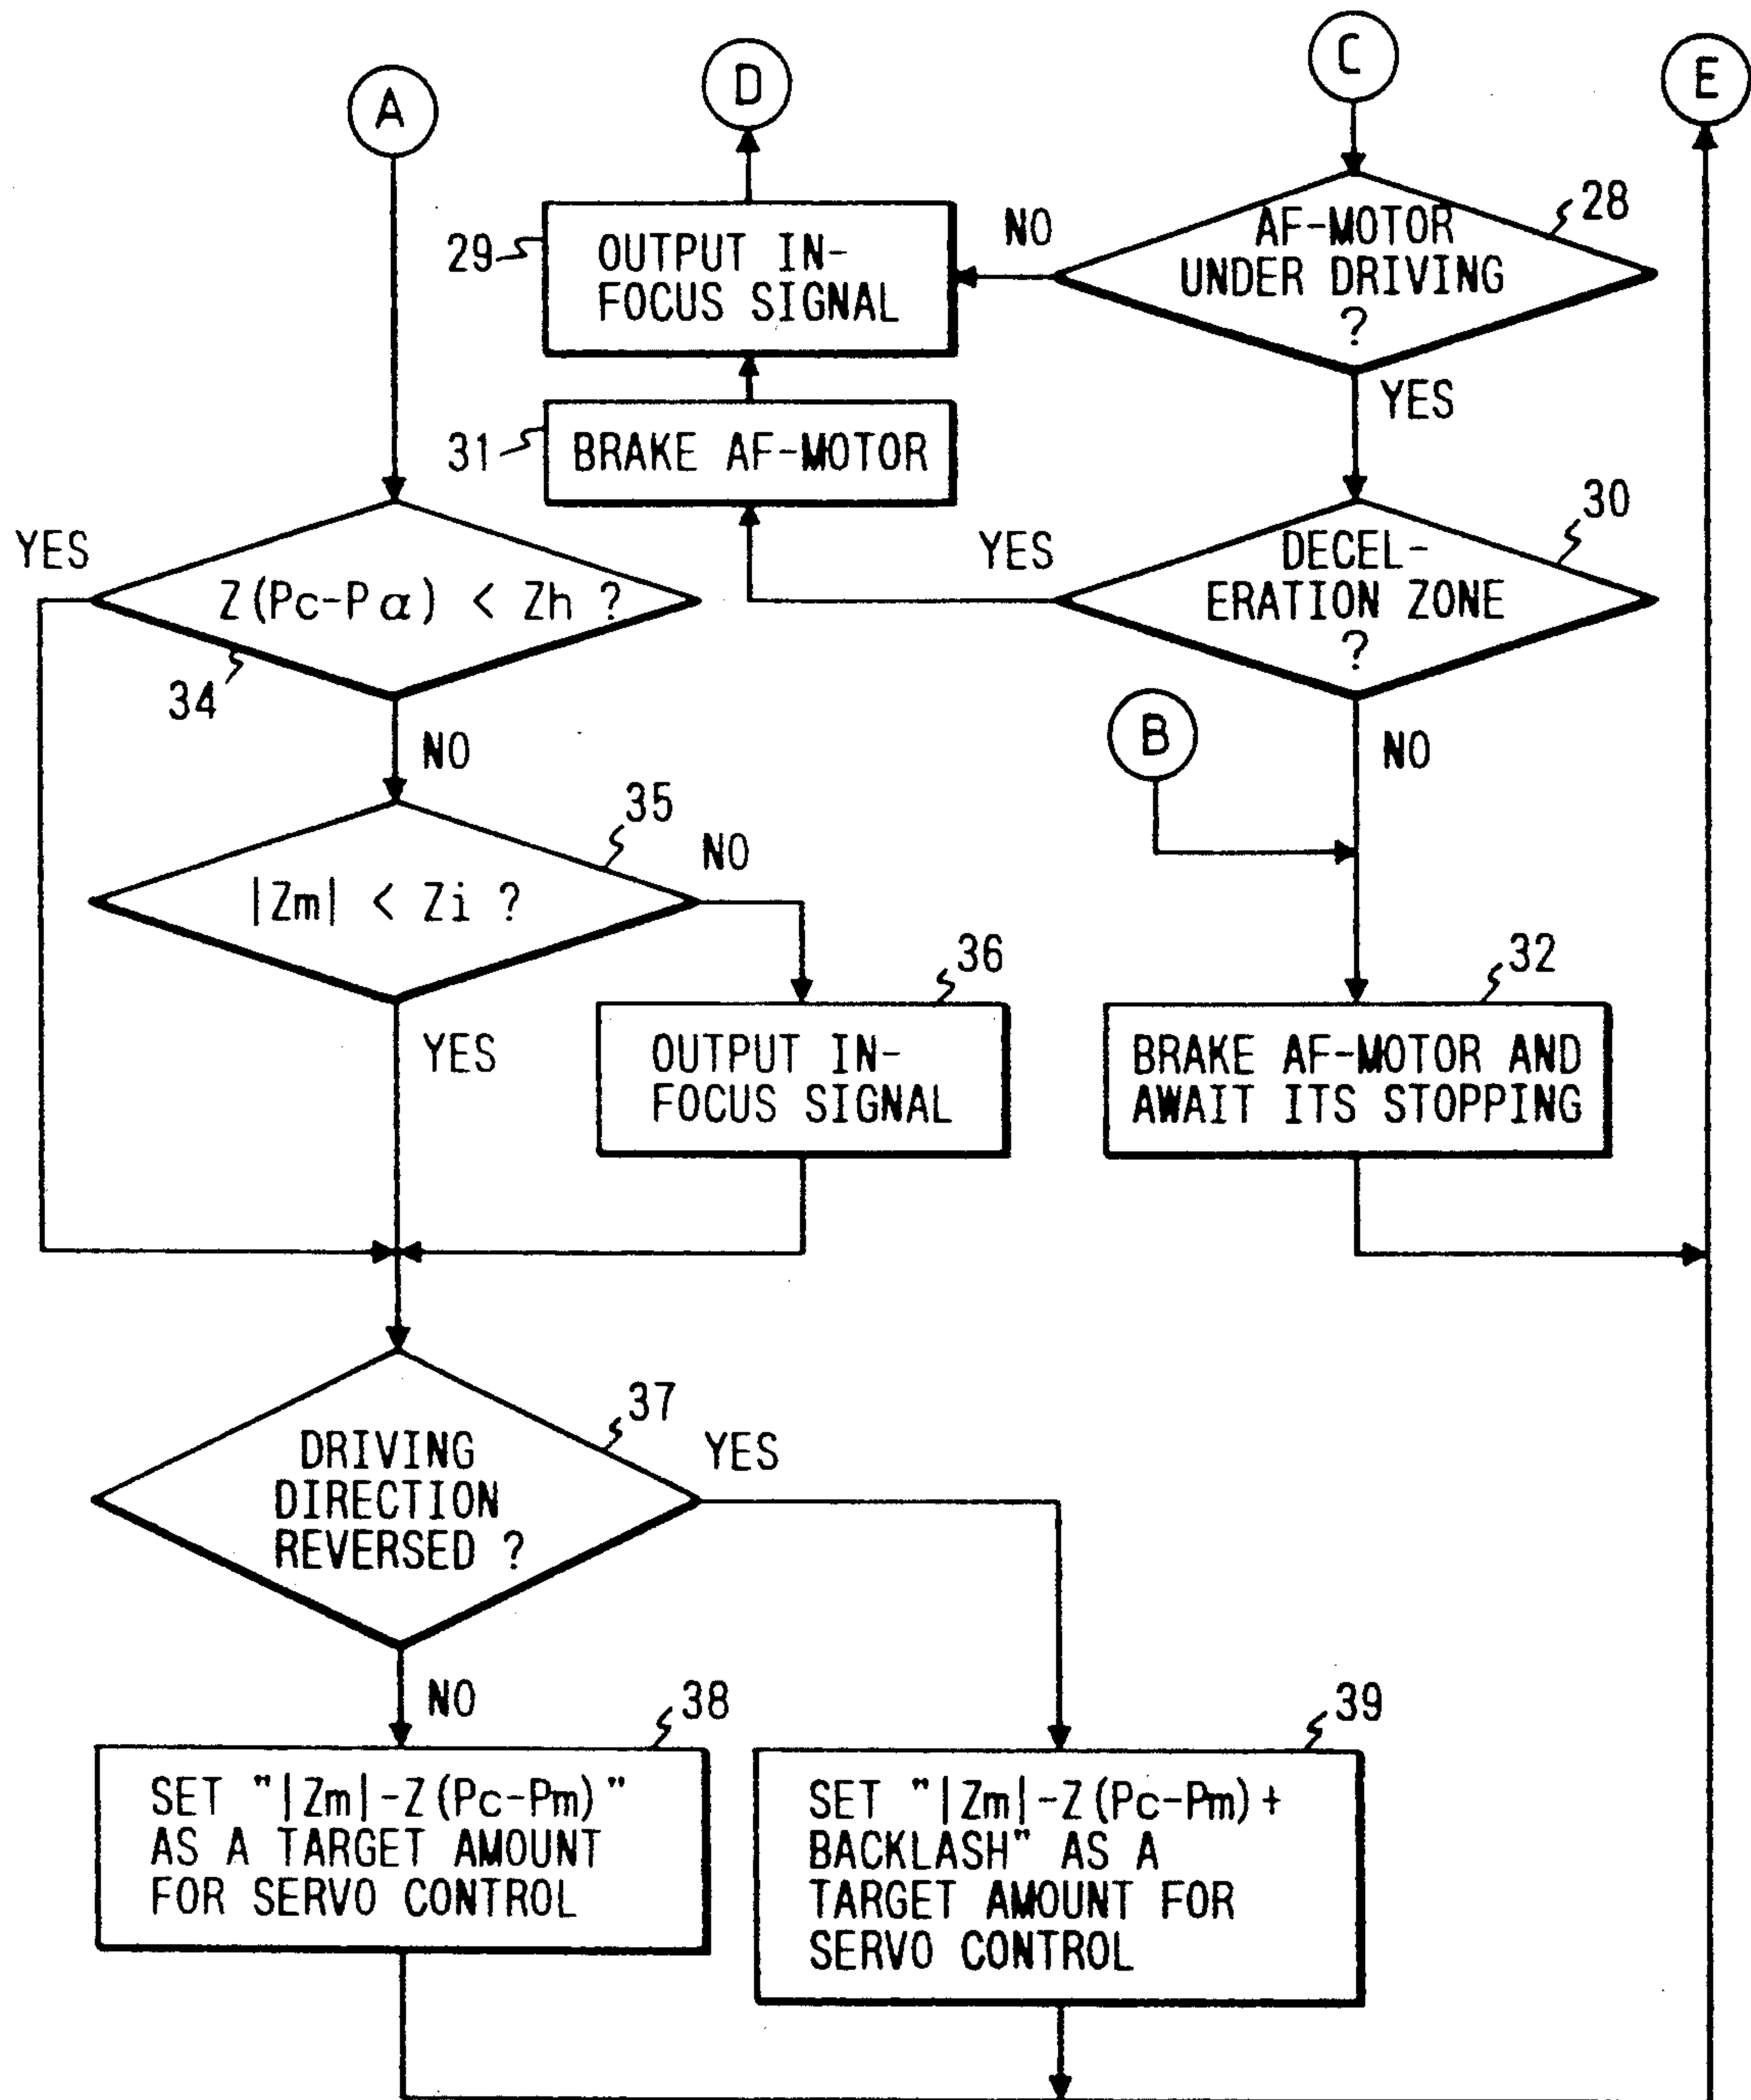 A
D
C
E
28
AF-MOTOR
UNDER DRIVING
?
NO
YES
29
OUTPUT IN-
FOCUS SIGNAL
31
BRAKE AF-MOTOR
30
DECEL-
ERATION ZONE
?
YES
NO
B
YES
Z(Pc-Pα) < Zh ?
34
NO
35
|Zm| < Zi ?
NO
YES
36
OUTPUT IN-
FOCUS SIGNAL
32
BRAKE AF-MOTOR AND
AWAIT ITS STOPPING
37
DRIVING
DIRECTION
REVERSED ?
YES
NO
38
SET "|Zm|-Z(Pc-Pm)"
AS A TARGET AMOUNT
FOR SERVO CONTROL
39
SET "|Zm|-Z(Pc-Pm)+
BACKLASH" AS A
TARGET AMOUNT FOR
SERVO CONTROL